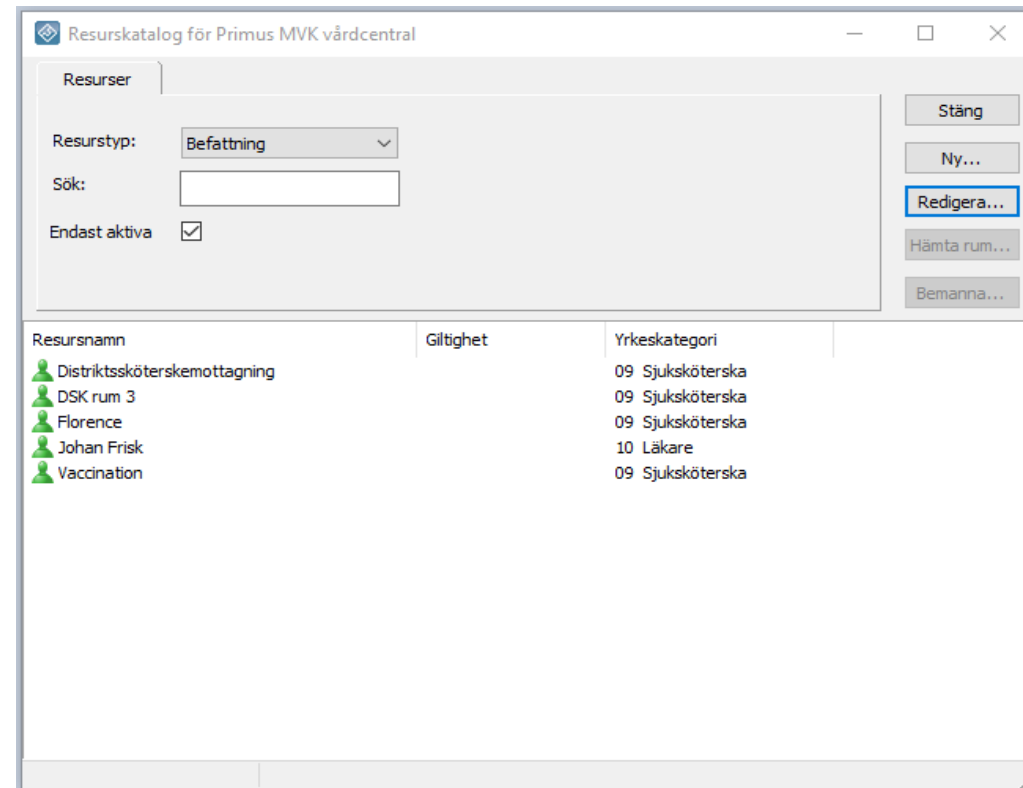 Resurskatalog för Primus MVK vårdcentral
Resurser
Resurstyp: Befattning
Sök:
Endast aktiva
Stäng
Ny...
Redigera...
Hämta rum...
Bemanna...
Resursnamn Giltighet Yrkeskategori
Distriktssköterskemottagning 09 Sjuksköterska
DSK rum 3 09 Sjuksköterska
Florence 09 Sjuksköterska
Johan Frisk 10 Läkare
Vaccination 09 Sjuksköterska